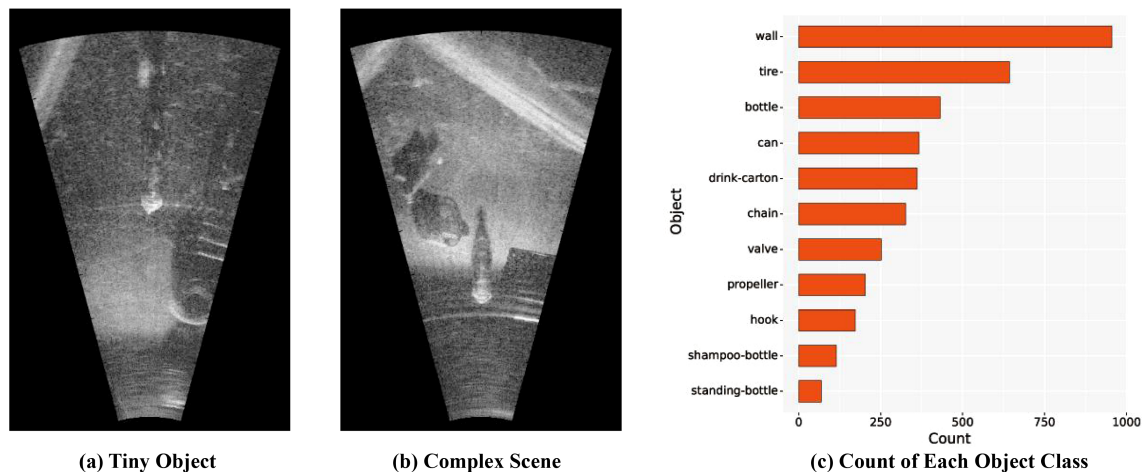 wall
tire
bottle
can
drink-carton
chain
valve
propeller
hook
shampoo-bottle
standing-bottle
Object
0 250 500 750 1000
Count
(a) Tiny Object
(b) Complex Scene
(c) Count of Each Object Class